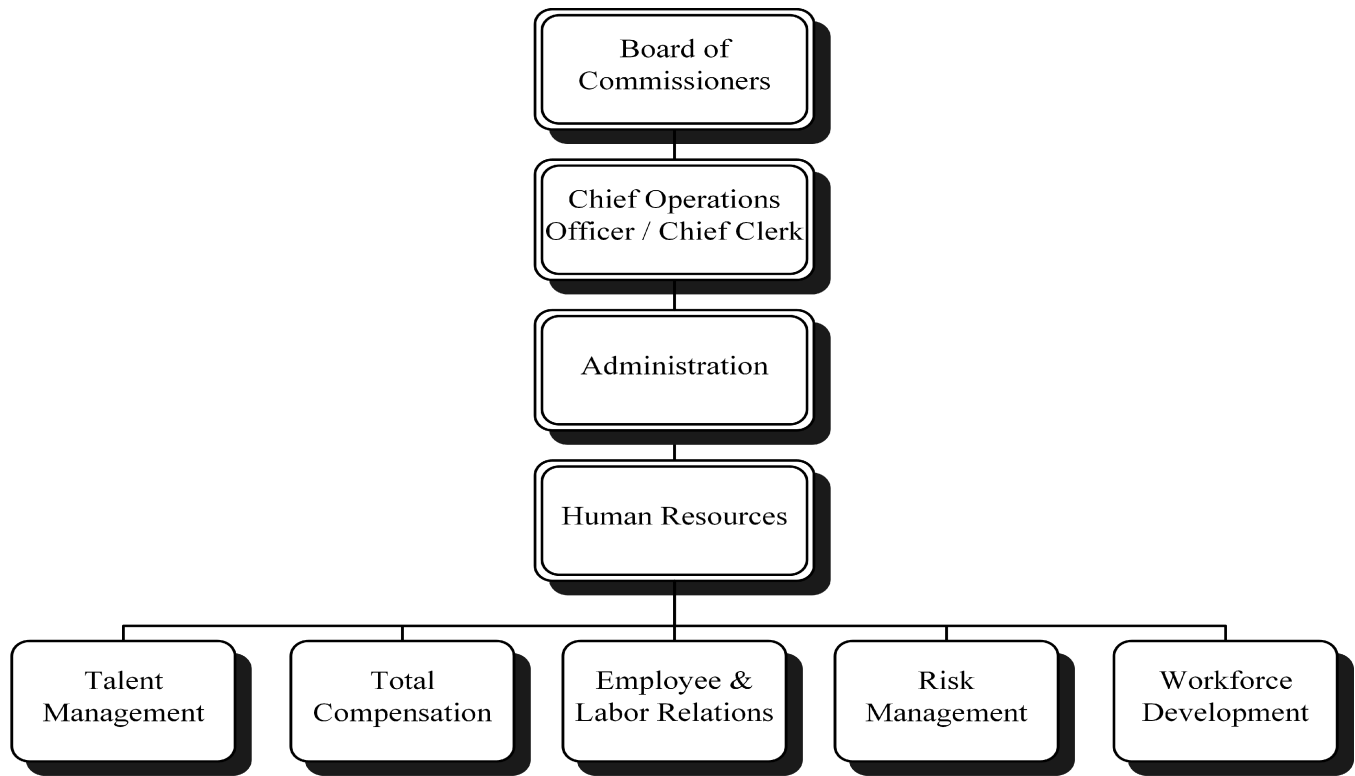 Board of
Commissioners
Chief Operations
Officer / Chief Clerk
Administration
Human Resources
Talent
Management
Total
Compensation
Employee &
Labor Relations
Risk
Management
Workforce
Development